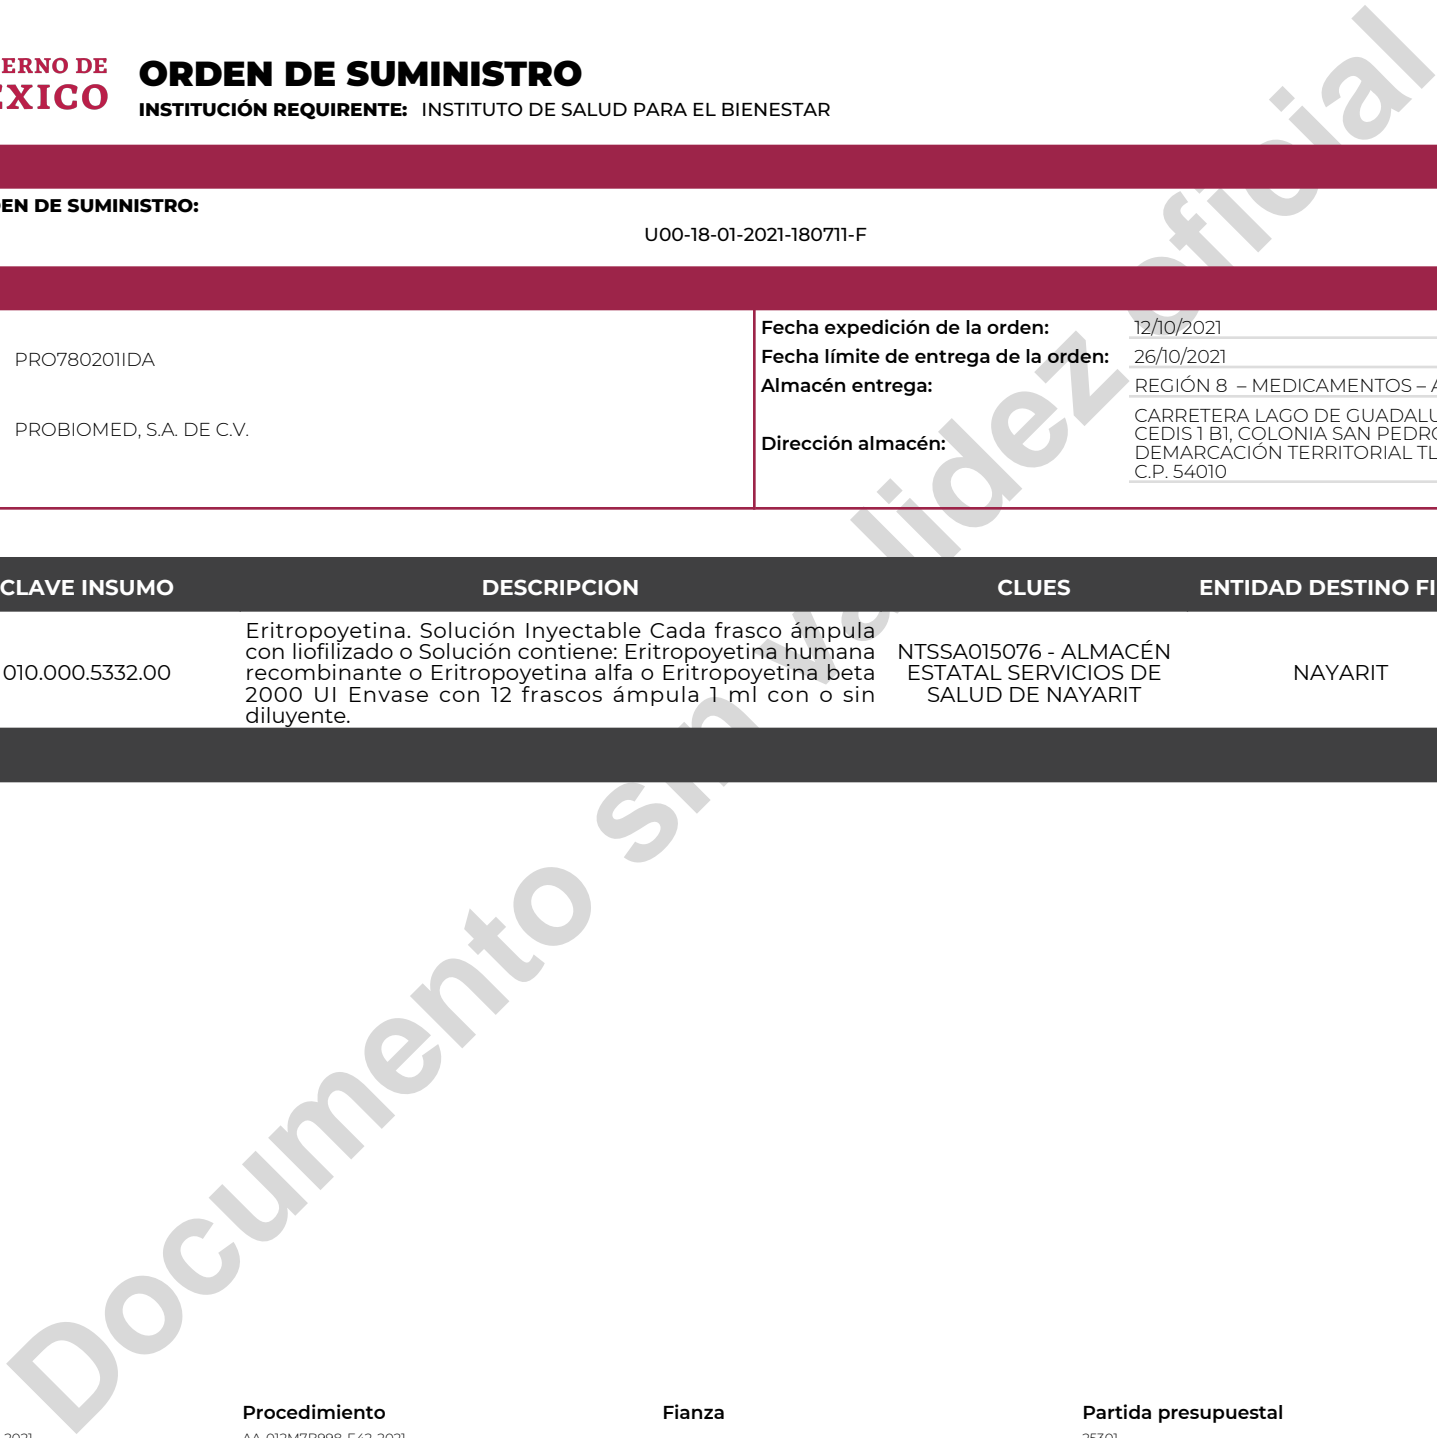 ERNO DE
EXICO
ORDEN DE SUMINISTRO
INSTITUCIÓN REQUIRENTE: INSTITUTO DE SALUD PARA EL BIENESTAR
EN DE SUMINISTRO:
U00-18-01-2021-180711-F
PRO780201IDA
PROBIOMED, S.A. DE C.V.
Fecha expedición de la orden: 12/10/2021
Fecha límite de entrega de la orden: 26/10/2021
Almacén entrega: REGIÓN 8 – MEDICAMENTOS – A
Dirección almacén:
CARRETERA LAGO DE GUADALU
CEDIS 1 B1, COLONIA SAN PEDRO
DEMARCACIÓN TERRITORIAL TL
C.P. 54010
CLAVE INSUMO DESCRIPCION CLUES ENTIDAD DESTINO FI
010.000.5332.00
Eritropoyetina. Solución Inyectable Cada frasco ámpula
con liofilizado o Solución contiene: Eritropoyetina humana
recombinante o Eritropoyetina alfa o Eritropoyetina beta
2000 UI Envase con 12 frascos ámpula 1 ml con o sin
diluyente.
NTSSA015076 - ALMACÉN
ESTATAL SERVICIOS DE
SALUD DE NAYARIT
NAYARIT
Documento sin validez oficial
Procedimiento Fianza Partida presupuestal